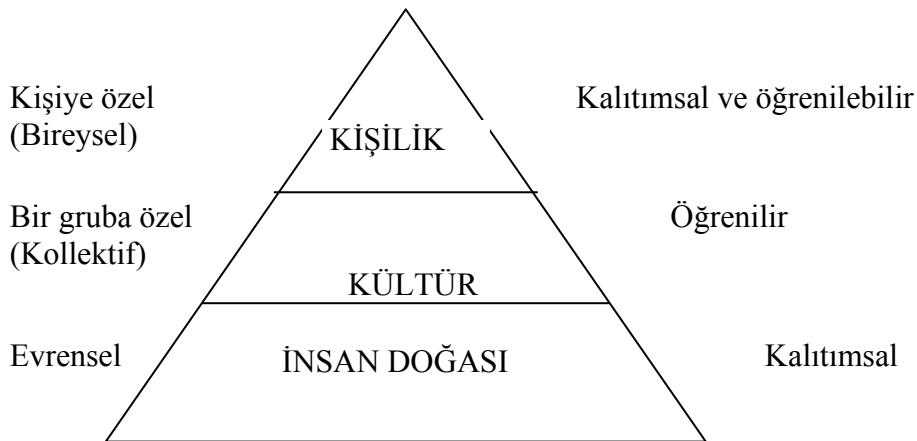 Kişiye özel
(Bireysel)
KİŞİLİK
Kalıtımsal ve öğrenilebilir
Bir gruba özel
(Kollektif)
KÜLTÜR
Öğrenilir
Evrensel
İNSAN DOĞASI
Kalıtımsal